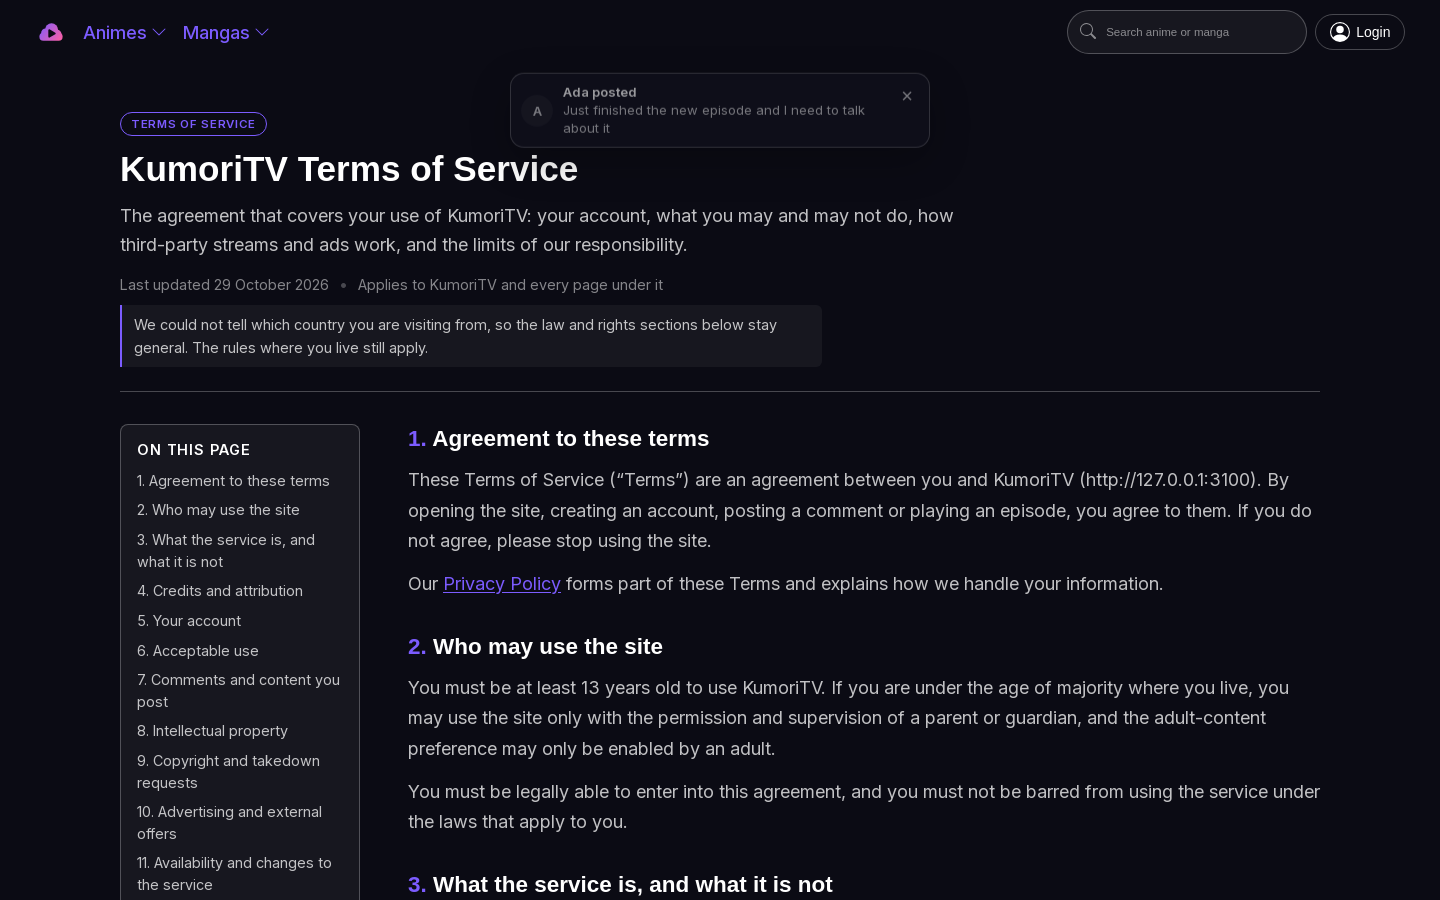 Animes
Mangas
Search anime or manga
Login
Ada posted
A
Just finished the new episode and I need to talk
about it
TERMS OF SERVICE
KumoriTV Terms of Service
The agreement that covers your use of KumoriTV: your account, what you may and may not do, how
third-party streams and ads work, and the limits of our responsibility.
Last updated 29 October 2026 • Applies to KumoriTV and every page under it
We could not tell which country you are visiting from, so the law and rights sections below stay
general. The rules where you live still apply.
ON THIS PAGE
1. Agreement to these terms
2. Who may use the site
3. What the service is, and
what it is not
4. Credits and attribution
5. Your account
6. Acceptable use
7. Comments and content you
post
8. Intellectual property
9. Copyright and takedown
requests
10. Advertising and external
offers
11. Availability and changes to
the service
1. Agreement to these terms
These Terms of Service (“Terms”) are an agreement between you and KumoriTV (http://127.0.0.1:3100). By
opening the site, creating an account, posting a comment or playing an episode, you agree to them. If you do
not agree, please stop using the site.
Our Privacy Policy forms part of these Terms and explains how we handle your information.
2. Who may use the site
You must be at least 13 years old to use KumoriTV. If you are under the age of majority where you live, you
may use the site only with the permission and supervision of a parent or guardian, and the adult-content
preference may only be enabled by an adult.
You must be legally able to enter into this agreement, and you must not be barred from using the service under
the laws that apply to you.
3. What the service is, and what it is not